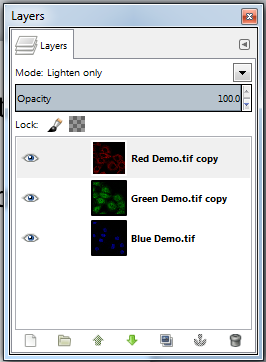 Layers
Layers
Mode: Lighten only
Opacity 100.0
Lock:
Red Demo.tif copy
Green Demo.tif copy
Blue Demo.tif